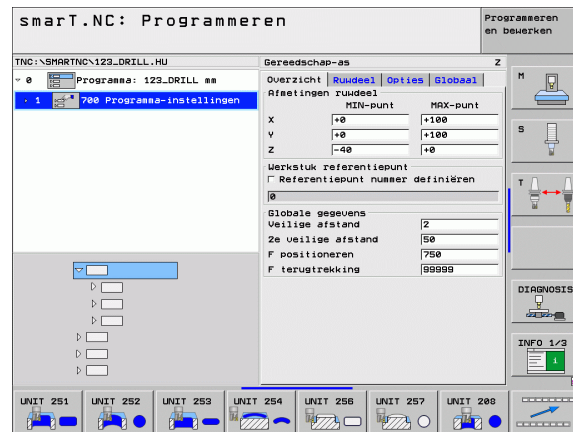 smarT.NC: Programmeren
Programmeren
en bewerken
TNC:\SMARTNC\123_DRILL.HU
Gereedschap-as Z
0 Programma: 123_DRILL mm
1 700 Programma-instellingen
Overzicht Ruwdeel Opties Globaal
Afmetingen ruwdeel
MIN-punt MAX-punt
X +0 +100
Y +0 +100
Z -40 +0
Werkstuk referentiepunt
Referentiepunt nummer definiëren
0
Globale gegevens
Veilige afstand 2
2e veilige afstand 50
F positioneren 750
F terugtrekking 99999
M
S
T
DIAGNOSIS
INFO 1/3
1
UNIT 251
UNIT 252
UNIT 253
UNIT 254
UNIT 256
UNIT 257
UNIT 208